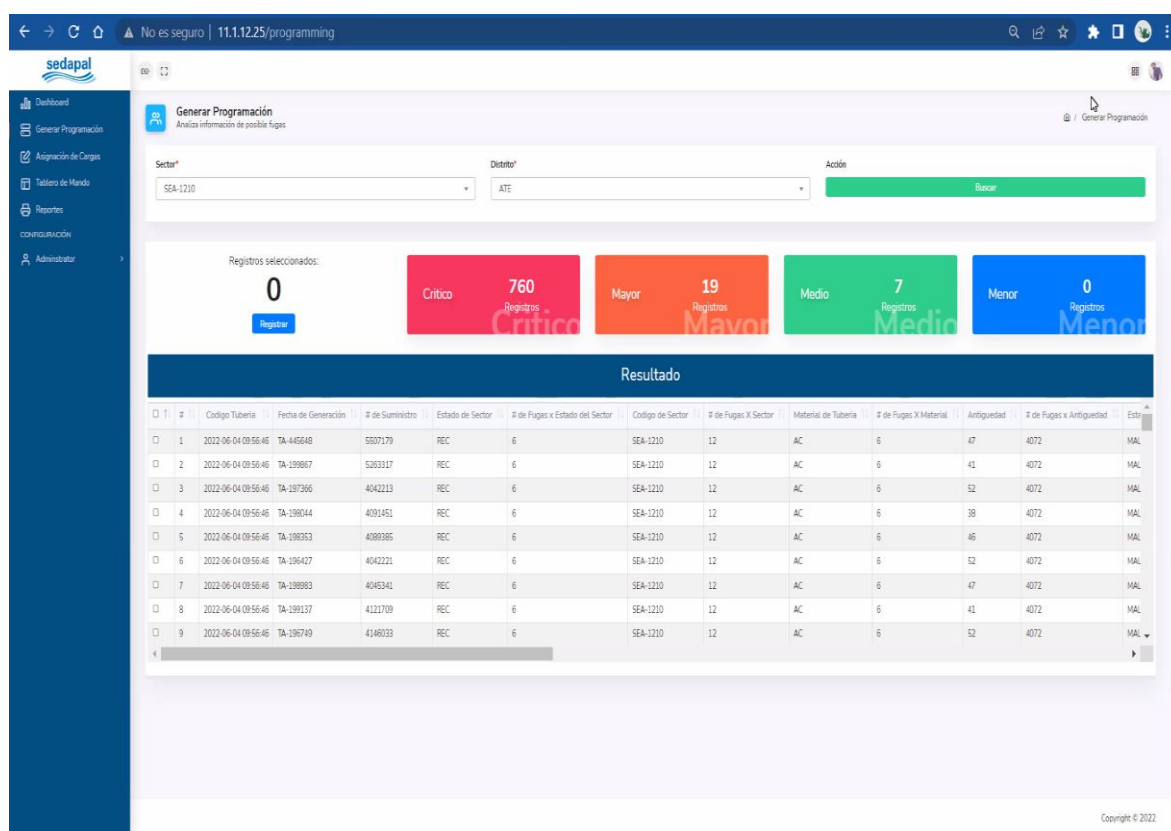 No es seguro | 11.1.12.25/programming
sedapal
Dashboard
Generar Programación
Asignación de Cargas
Tablero de Mando
Reportes
CONFIGURACIÓN
Adminstrator
Generar Programación
Analiza información de posible fugas
/ Generar Programación
Sector* Distrito* Acción
SEA-1210 ATE Buscar
Registros seleccionados:
0
Registrar
Critico 760 Registros Critico
Mayor 19 Registros Mayor
Medio 7 Registros Medio
Menor 0 Registros Menor
Resultado
# Codigo Tuberia Fecha de Generación # de Suministro Estado de Sector # de Fugas x Estado del Sector Codigo de Sector # de Fugas X Sector Material de Tuberia # de Fugas X Material Antiguedad # de Fugas x Antiguedad Esta
1 2022-06-04 09:56:46 TA-445648 5507179 REC 6 SEA-1210 12 AC 6 47 4072 MAL
2 2022-06-04 09:56:46 TA-199867 5263317 REC 6 SEA-1210 12 AC 6 41 4072 MAL
3 2022-06-04 09:56:46 TA-197366 4042213 REC 6 SEA-1210 12 AC 6 52 4072 MAL
4 2022-06-04 09:56:46 TA-198044 4091451 REC 6 SEA-1210 12 AC 6 38 4072 MAL
5 2022-06-04 09:56:46 TA-198353 4089385 REC 6 SEA-1210 12 AC 6 46 4072 MAL
6 2022-06-04 09:56:46 TA-196427 4042221 REC 6 SEA-1210 12 AC 6 52 4072 MAL
7 2022-06-04 09:56:46 TA-198983 4045341 REC 6 SEA-1210 12 AC 6 47 4072 MAL
8 2022-06-04 09:56:46 TA-199137 4121709 REC 6 SEA-1210 12 AC 6 41 4072 MAL
9 2022-06-04 09:56:46 TA-196749 4146033 REC 6 SEA-1210 12 AC 6 52 4072 MAL
Copyright © 2022